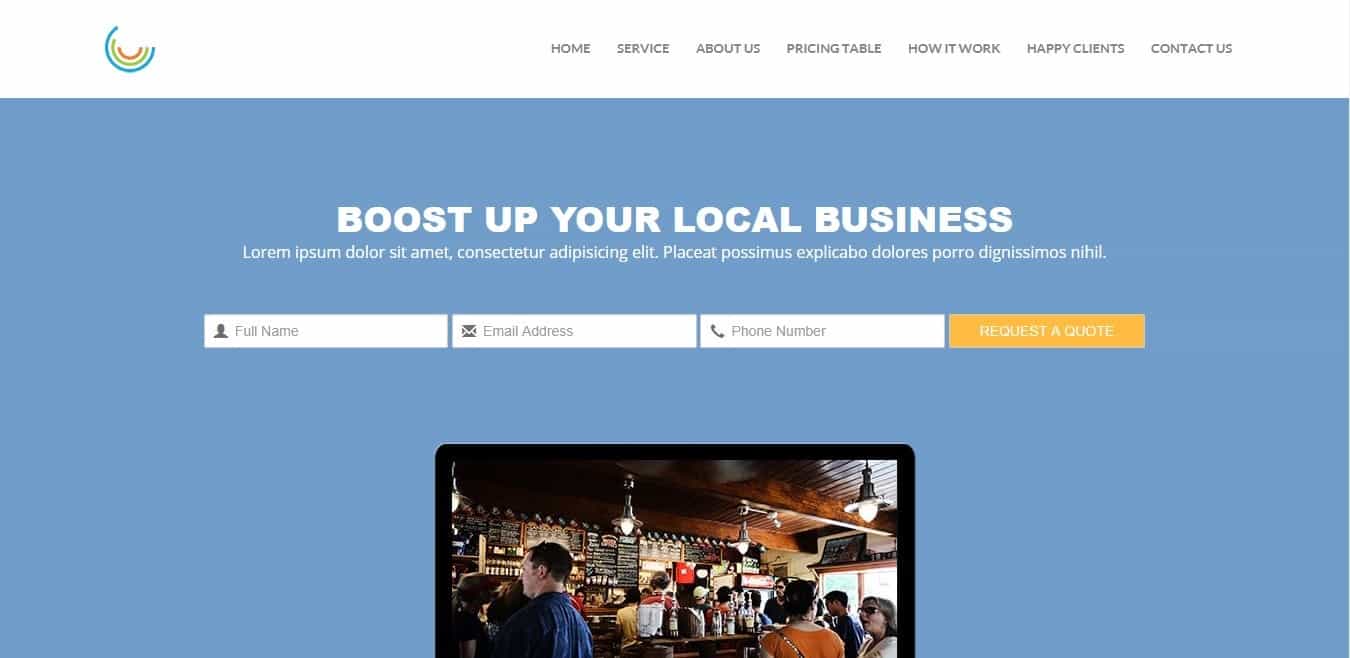 HOME SERVICE ABOUT US PRICING TABLE HOW IT WORK HAPPY CLIENTS CONTACT US
BOOST UP YOUR LOCAL BUSINESS
Lorem ipsum dolor sit amet, consectetur adipisicing elit. Placeat possimus explicabo dolores porro dignissimos nihil.
Full Name Email Address Phone Number REQUEST A QUOTE